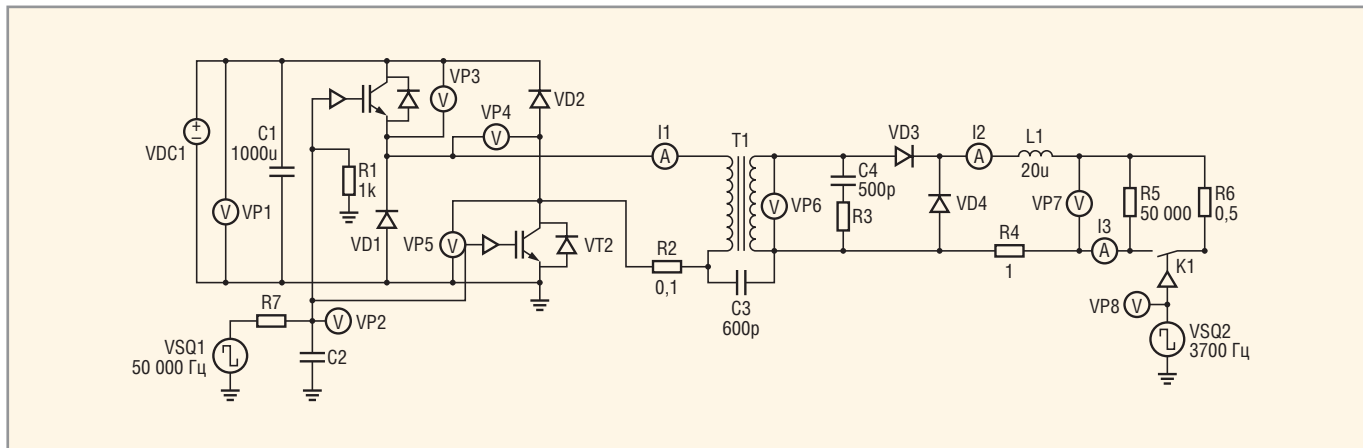 VP3
VD2
VP4
VDC1
C1
1000u
VP1
R1
1k
V
V
V
VD1
VP5
V
VT2
I1
A
T1
R2
0,1
C3
600p
VP6
V
C4
500p
R3
VD3
VD4
I2
A
L1
20u
VP7
V
R4
1
I3
A
R5
50 000
R6
0,5
K1
VP8
V
VSQ2
3700 Гц
R7
V
VP2
VSQ1
50 000 Гц
C2